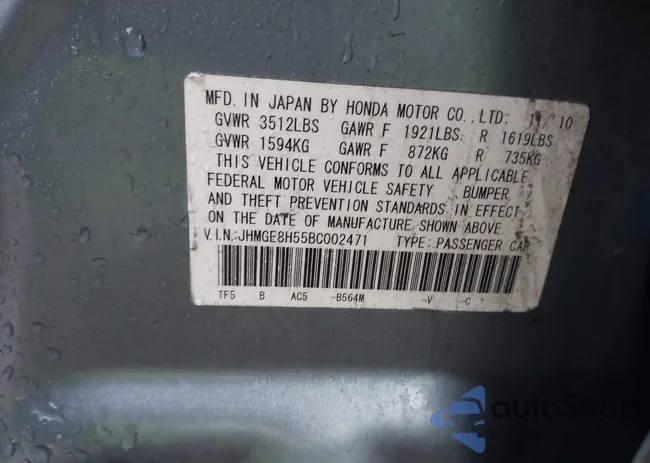 MFD. IN JAPAN BY HONDA MOTOR CO., LTD: 11/10
GVWR 3512LBS GAWR F 1921LBS R 1619LBS
GVWR 1594KG GAWR F 872KG R 735KG
THIS VEHICLE CONFORMS TO ALL APPLICABLE
FEDERAL MOTOR VEHICLE SAFETY BUMPER
AND THEFT PREVENTION STANDARDS IN EFFECT
ON THE DATE OF MANUFACTURE SHOWN ABOVE.
V.I.N:JHMGE8H55BC002471 TYPE: PASSENGER CAR
TF5 B AC5 -B564M -V -C